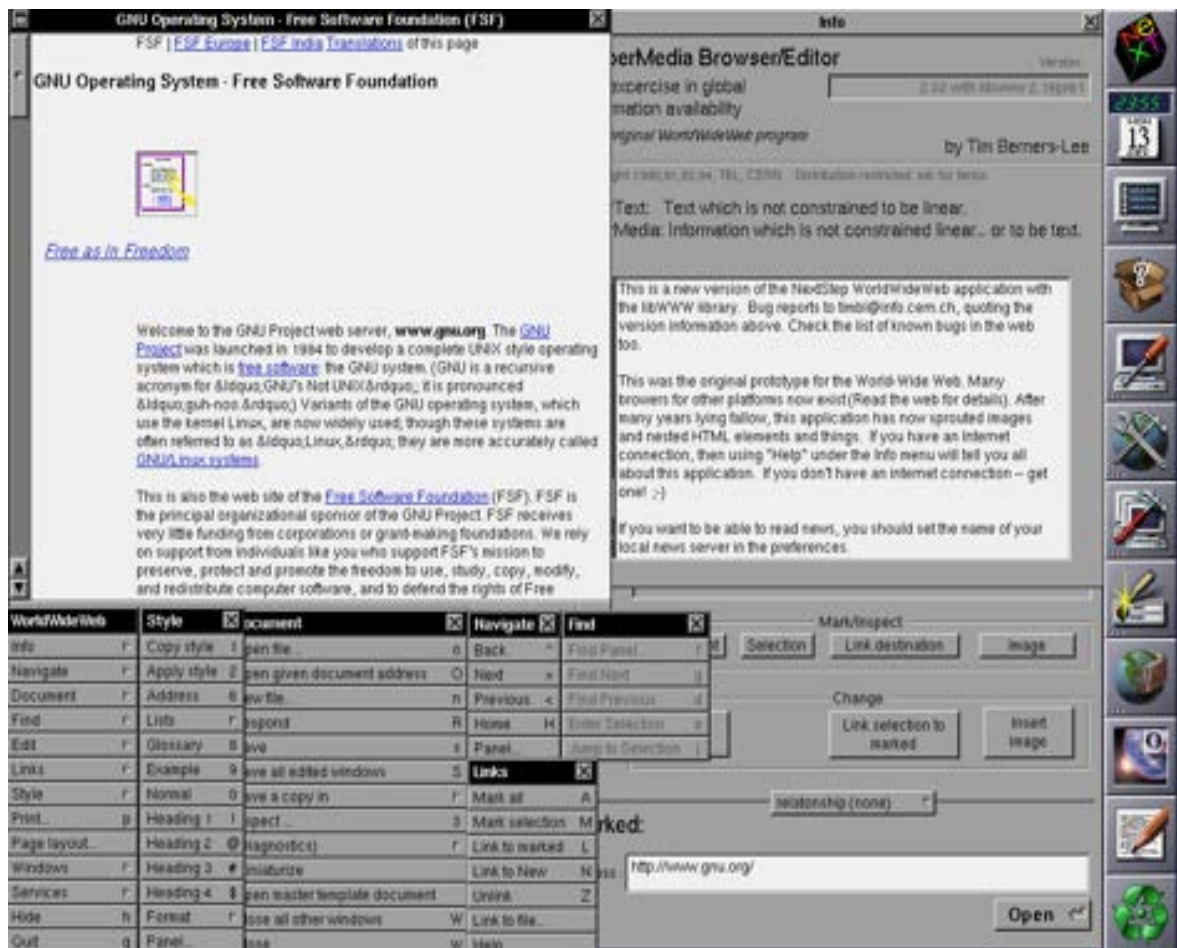 GNU Operating System - Free Software Foundation (FSF)
FSF | FSF Europe | FSF India Translations of this page
GNU Operating System - Free Software Foundation
Free as in Freedom
Welcome to the GNU Project web server, www.gnu.org. The GNU
Project was launched in 1984 to develop a complete UNIX style operating
system which is free software: the GNU system. (GNU is a recursive
acronym for &ldquo;GNU's Not UNIX&rdquo;; it is pronounced
&ldquo;guh-noo.&rdquo;) Variants of the GNU operating system, which
use the kernel Linux, are now widely used; though these systems are
often referred to as &ldquo;Linux,&rdquo; they are more accurately called
GNU/Linux systems.
This is also the web site of the Free Software Foundation (FSF). FSF is
the principal organizational sponsor of the GNU Project. FSF receives
very little funding from corporations or grant-making foundations. We rely
on support from individuals like you who support FSF's mission to
preserve, protect and promote the freedom to use, study, copy, modify,
and redistribute computer software, and to defend the rights of Free
Info
perMedia Browser/Editor
excercise in global
mation availability
original WorldWideWeb program
by Tim Berners-Lee
Text: Text which is not constrained to be linear.
Media: Information which is not constrained linear... or to be text.
This is a new version of the NextStep WorldWideWeb application with
the libWWW library. Bug reports to timbl@info.cern.ch, quoting the
version information above. Check the list of known bugs in the web
too.
This was the original prototype for the World-Wide Web. Many
browers for other platforms now exist (Read the web for details). After
many years lying fallow, this application has now sprouted images
and nested HTML elements and things. If you have an internet
connection, then using "Help" under the Info menu will tell you all
about this application. If you don't have an internet connection -- get
one! ;-)
If you want to be able to read news, you should set the name of your
local news server in the preferences.
23:55
13
WorldWideWeb
Info r
Navigate r
Document r
Find r
Edit r
Links r
Style r
Print... p
Page layout...
Windows r
Services r
Hide h
Quit q
Style
Copy style 1
Apply style 2
Address 6
Lists r
Glossary 8
Example 9
Normal 0
Heading 1 !
Heading 2 @
Heading 3 #
Heading 4 $
Format r
Panel...
ocument
pen file... o
pen given document address O
ew file... n
espond R
ave s
ave all edited windows S
ave a copy in r
spect ... 3
iagnostics) r
iniaturize
pen master template document
lose all other windows W
lose w
Navigate
Back. ^
Next >
Previous <
Home H
Panel...
Links
Mark all A
Mark selection M
Link to marked L
Link to New N
Unlink Z
Link to file...
Help
Find
Find Panel... f
Find Next g
Find Previous d
Enter Selection e
Jump to Selection j
Mark/Inspect
Selection
Link destination
Image
Change
Link selection to
marked
Insert
image
relationship (none)
rked:
http://www.gnu.org/
Open